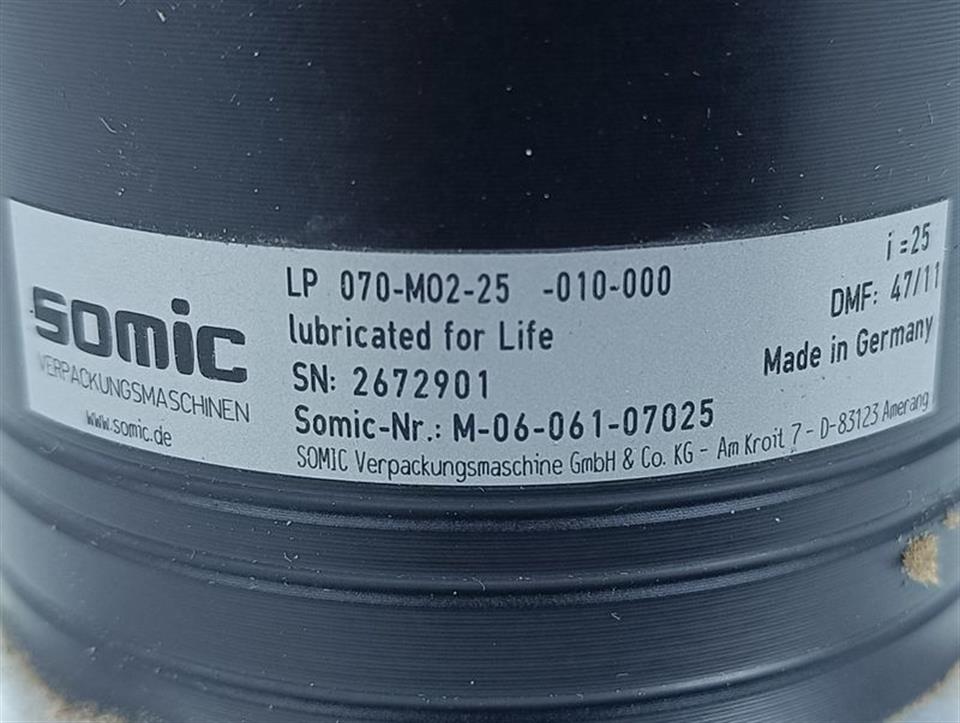 somic
VERPACKUNGSMASCHINEN
www.somic.de
LP 070-M02-25 -010-000
lubricated for Life
SN: 2672901
Somic-Nr.: M-06-061-07025
SOMIC Verpackungsmaschine GmbH & Co. KG - Am Kroit 7 - D-83123 Amerang
i =25
DMF: 47/11
Made in Germany